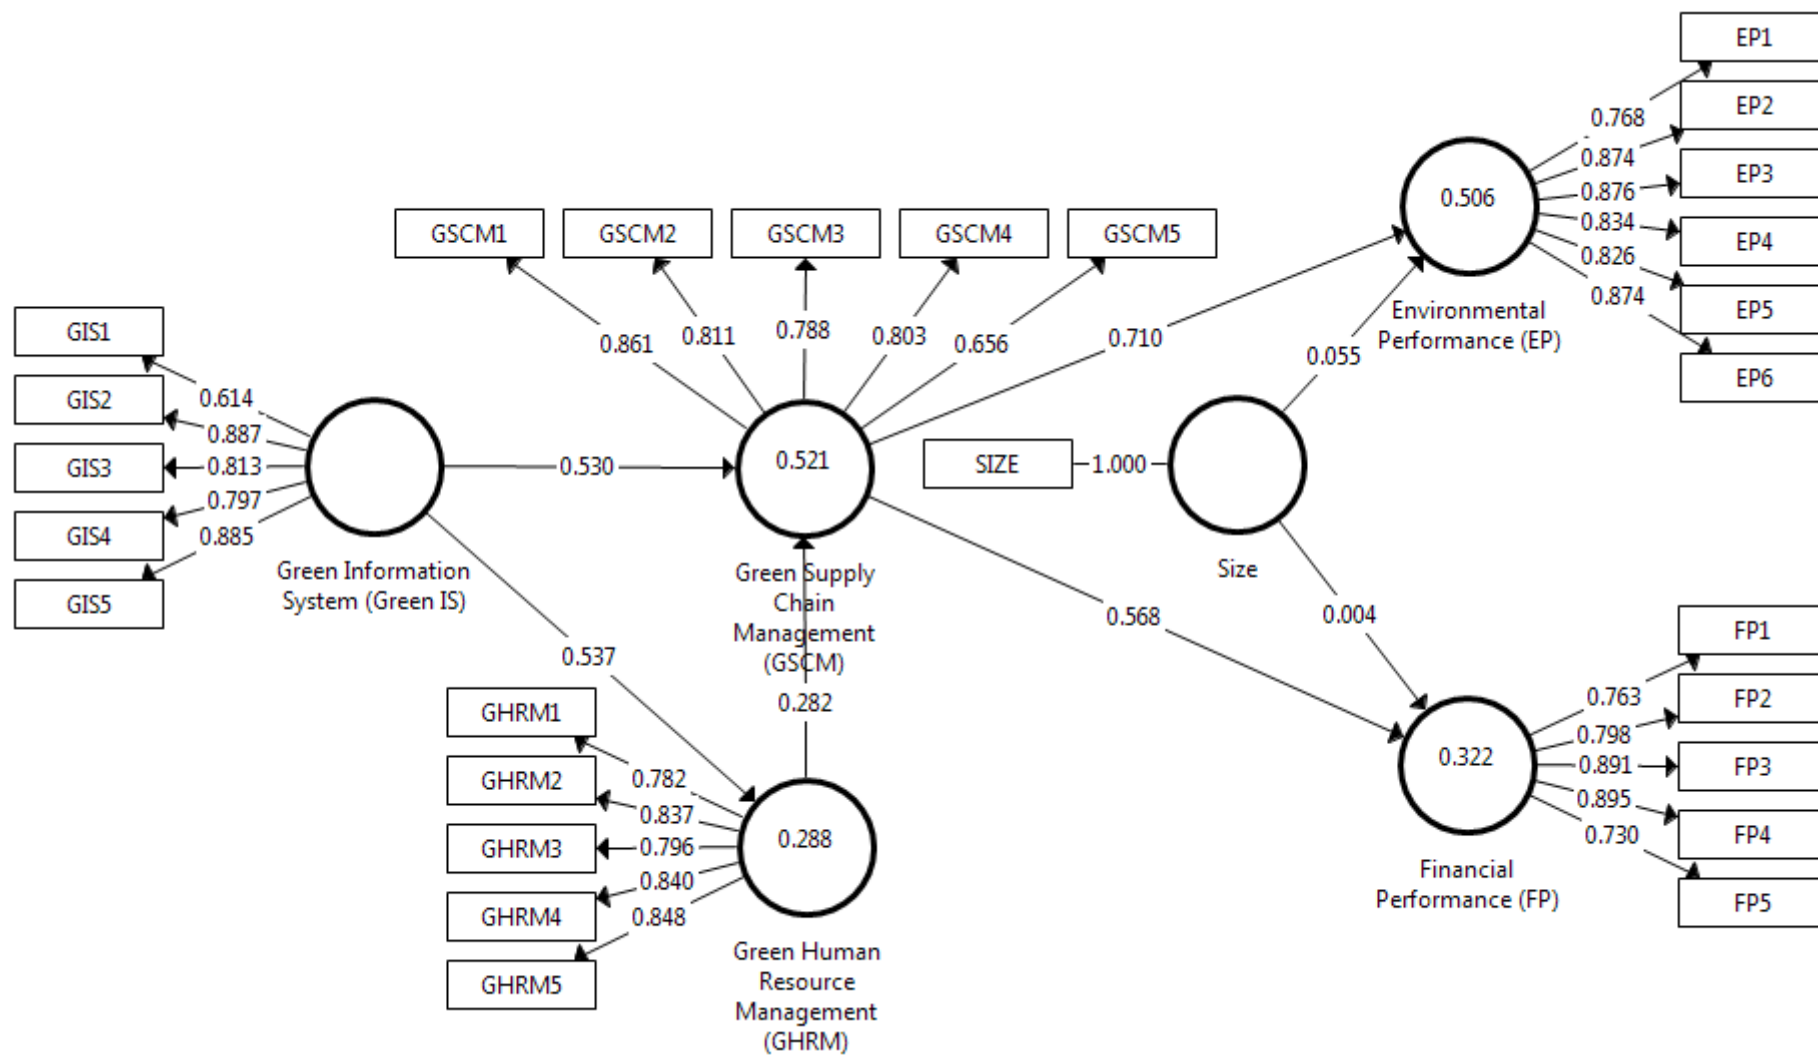 EP1
0.768
EP2
0.874
EP3
0.876
0.506
0.834
EP4
0.826
0.874
EP5
Environmental
Performance (EP)
EP6
GSCM1
GSCM2
GSCM3
GSCM4
GSCM5
0.861
0.811
0.788
0.803
0.656
0.710
0.055
GIS1
0.614
GIS2
0.887
GIS3
0.813
0.797
GIS4
0.885
GIS5
Green Information
System (Green IS)
0.530
0.521
SIZE
1.000
Size
Green Supply
Chain
Management
(GSCM)
0.537
0.282
0.568
0.004
GHRM1
0.782
GHRM2
0.837
GHRM3
0.796
0.288
0.840
GHRM4
0.848
GHRM5
Green Human
Resource
Management
(GHRM)
FP1
0.763
FP2
0.798
FP3
0.891
0.322
0.895
FP4
0.730
FP5
Financial
Performance (FP)